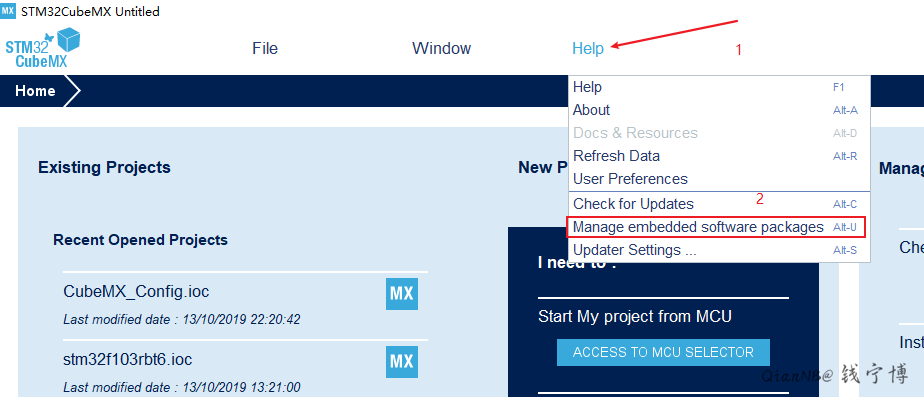 MX STM32CubeMX Untitled
STM32
CubeMX
File Window Help 1
Home
Help F1
About Alt-A
Docs & Resources Alt-D
Refresh Data Alt-R
User Preferences
Check for Updates 2 Alt-C
Manage embedded software packages Alt-U
Updater Settings ... Alt-S
Existing Projects
Recent Opened Projects
CubeMX_Config.ioc
MX
Last modified date : 13/10/2019 22:20:42
stm32f103rbt6.ioc
MX
Last modified date : 13/10/2019 13:21:00
New P
I need to :
Start My project from MCU
ACCESS TO MCU SELECTOR
Manag
Che
Inst
QianNB@ 钱宁博